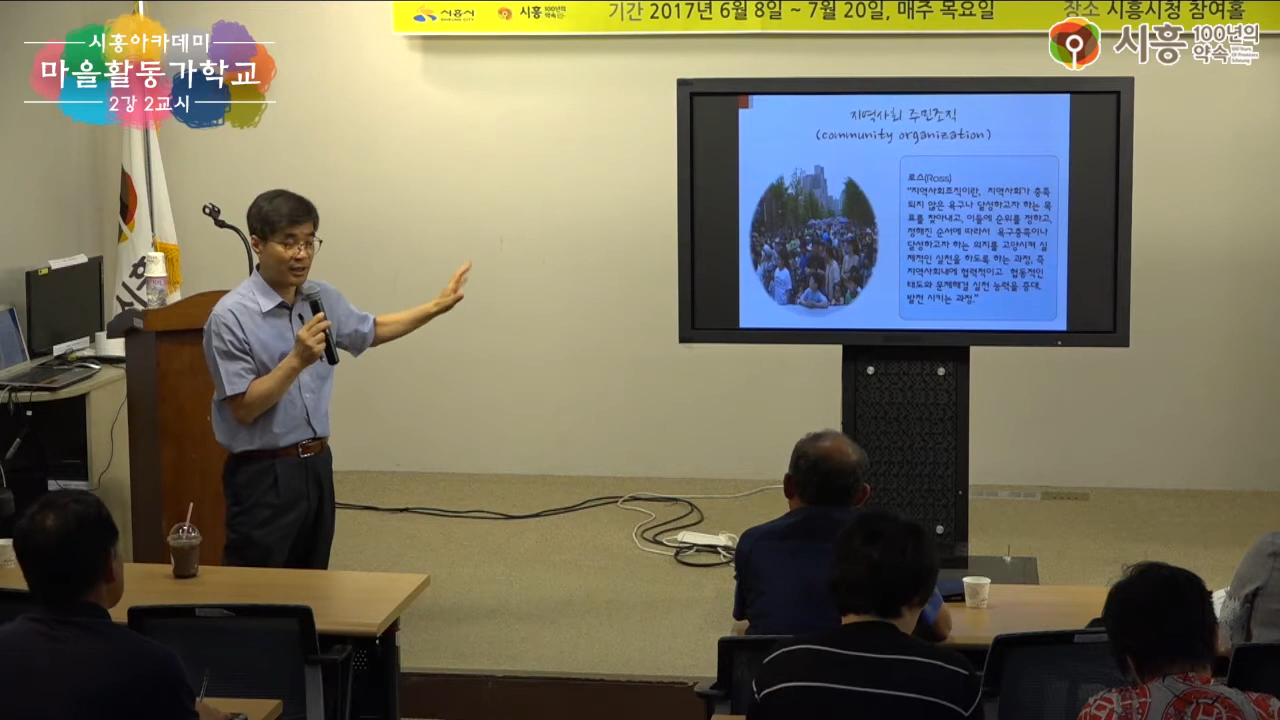 시흥아카데미
마을활동가학교
2강 2교시
시흥시
시흥 100년의 약속
기간 2017년 6월 8일 ~ 7월 20일, 매주 목요일
장소 시흥시청 참여홀
시흥 100년의 약속
지역사회 주민조직
(community organization)
로스(Ross)
"지역사회조직이란, 지역사회가 충족
되지 않은 욕구나 달성하고자 하는 목
표를 찾아내고, 이들에 순위를 정하고,
정해진 순서에 따라서 욕구충족이나
달성하고자 하는 의지를 고양시켜 실
제적인 실천을 하도록 하는 과정, 즉
지역사회내에 협력적이고 협동적인
태도와 문제해결 실천 능력을 증대,
발전 시키는 과정."